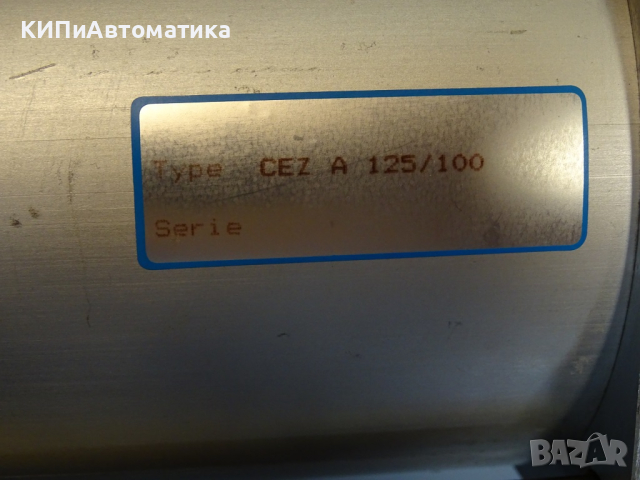 КИПиАвтоматика
Type CEZ A 125/100
Serie
BAZAR